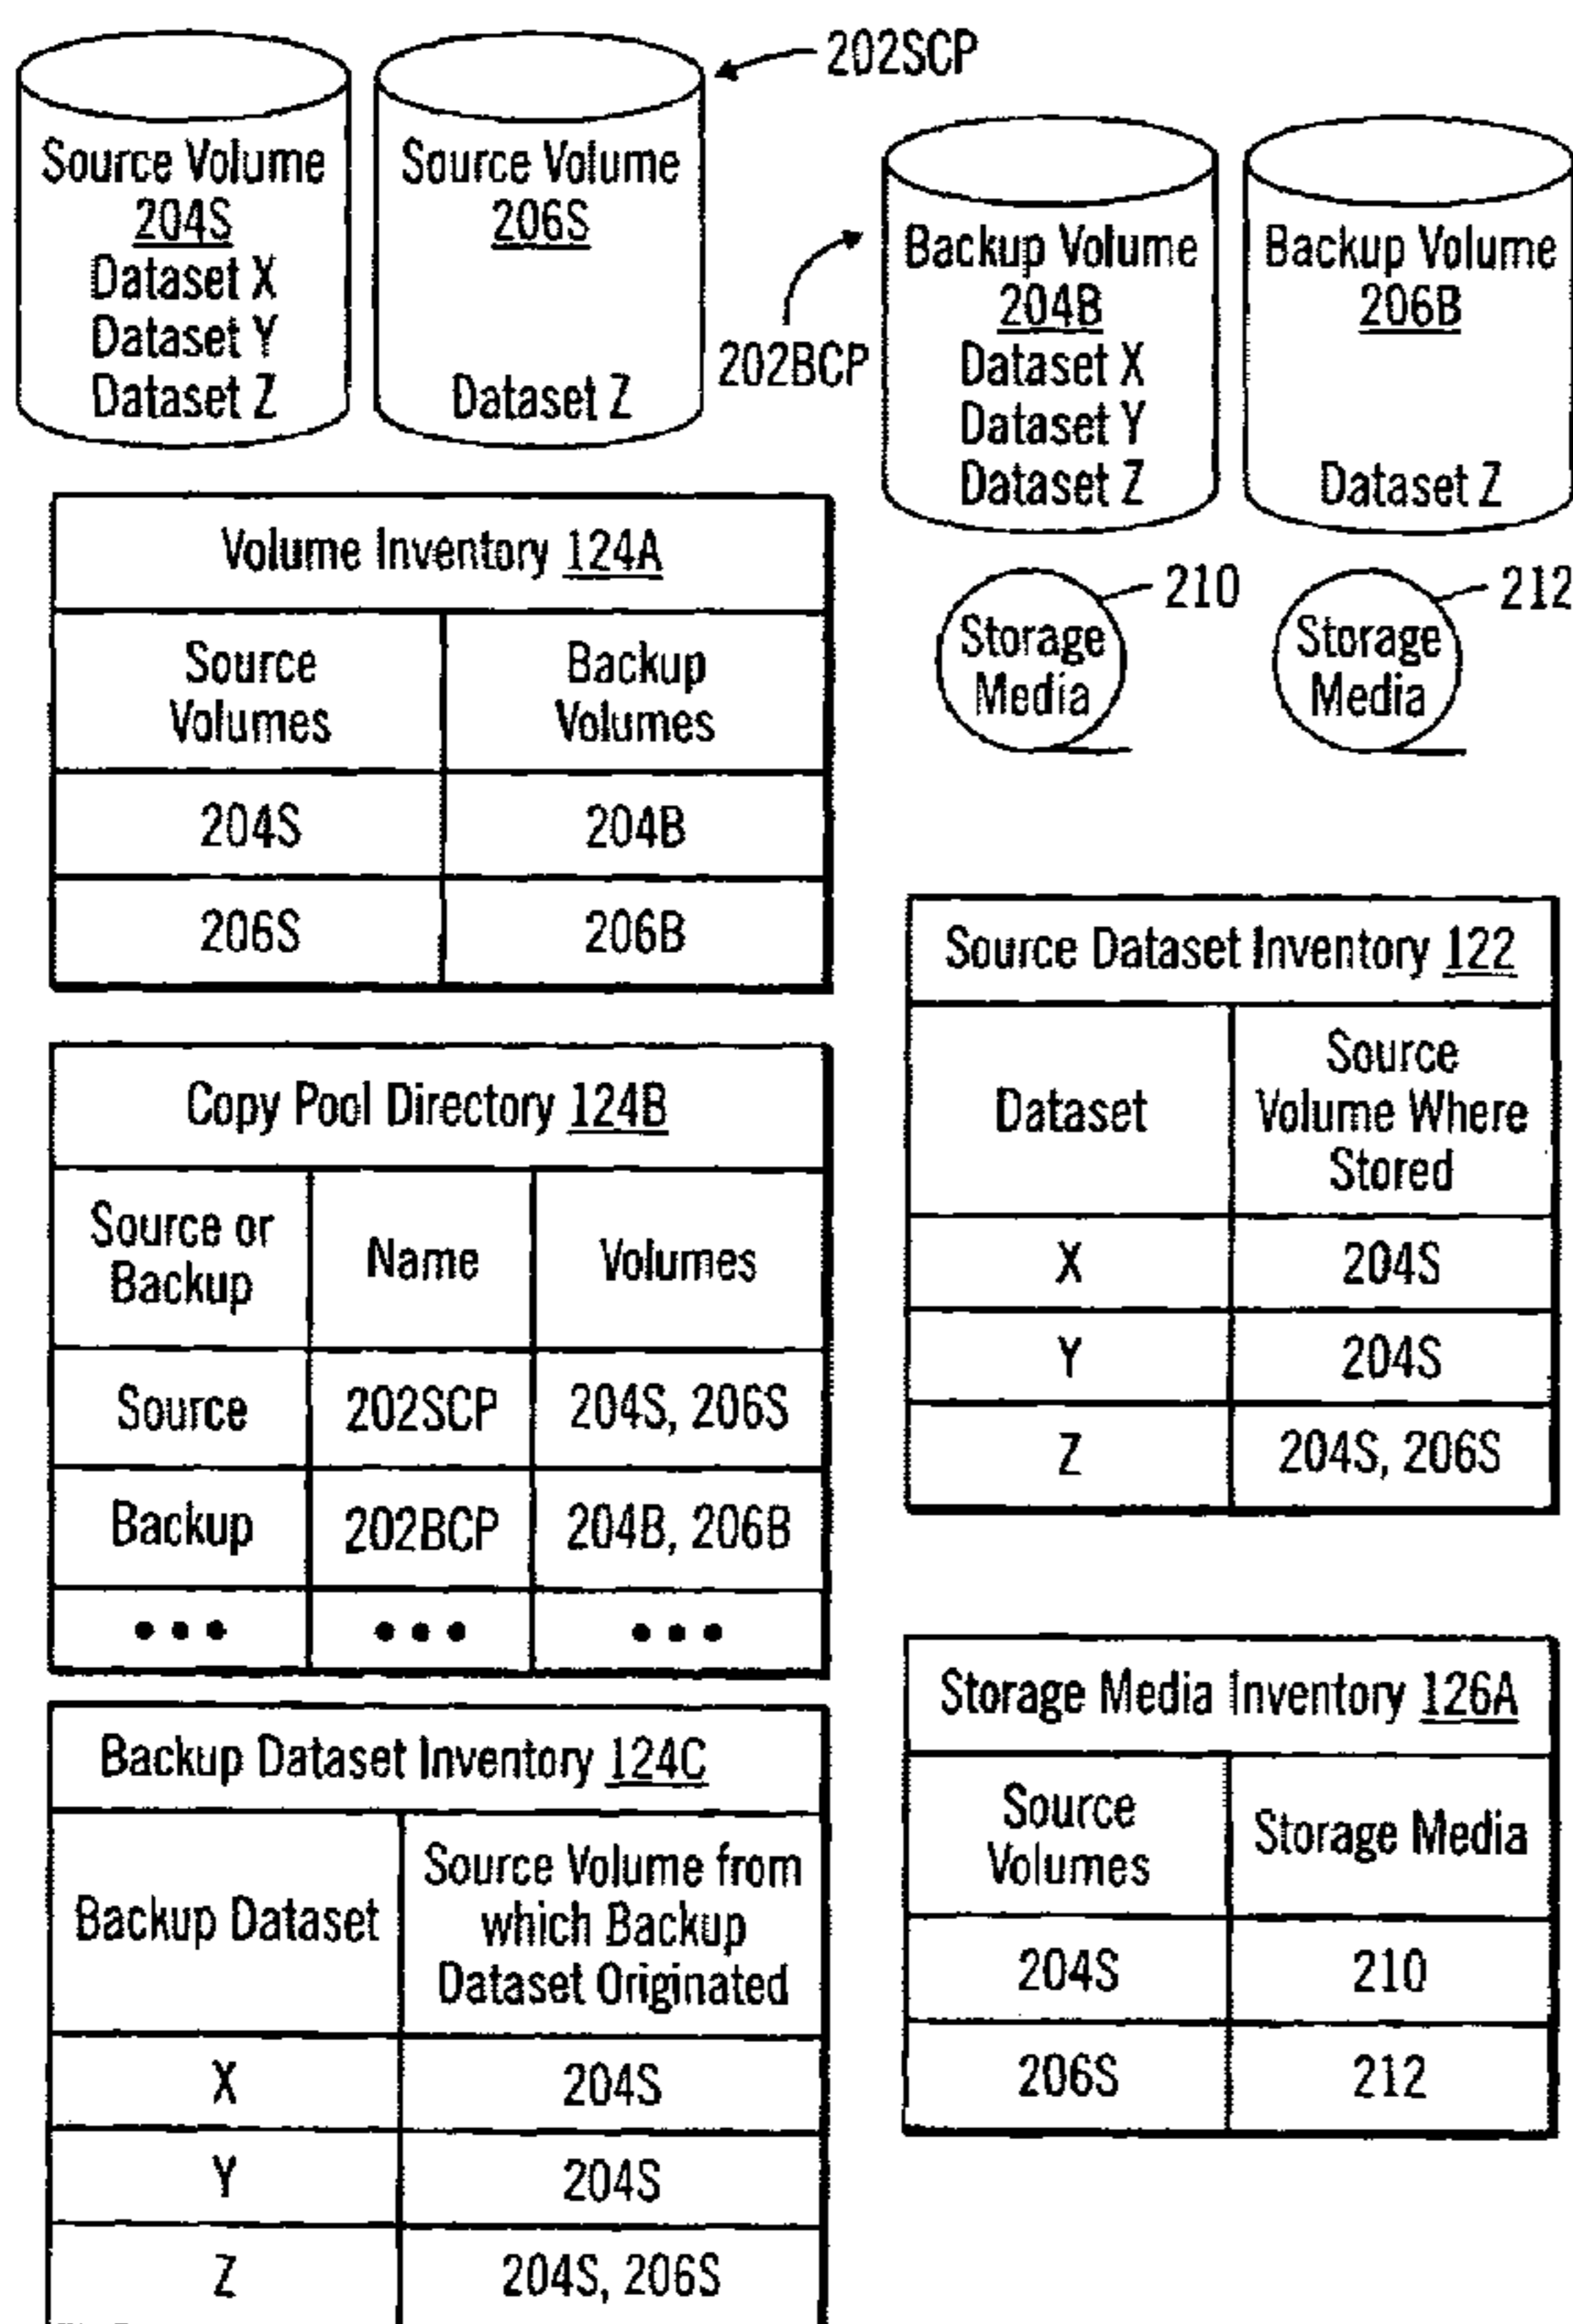 202SCP
Source Volume
204S
Dataset X
Dataset Y
Dataset Z
Source Volume
206S
Dataset Z
202BCP
Backup Volume
204B
Dataset X
Dataset Y
Dataset Z
Backup Volume
206B
Dataset Z
210
Storage
Media
212
Storage
Media
Volume Inventory 124A
Source
Volumes
Backup
Volumes
204S
204B
206S
206B
Copy Pool Directory 124B
Source or
Backup
Name
Volumes
Source
202SCP
204S, 206S
Backup
202BCP
204B, 206B
• • •
• • •
• • •
Backup Dataset Inventory 124C
Backup Dataset
Source Volume from
which Backup
Dataset Originated
X
204S
Y
204S
Z
204S, 206S
Source Dataset Inventory 122
Dataset
Source
Volume Where
Stored
X
204S
Y
204S
Z
204S, 206S
Storage Media Inventory 126A
Source
Volumes
Storage Media
204S
210
206S
212